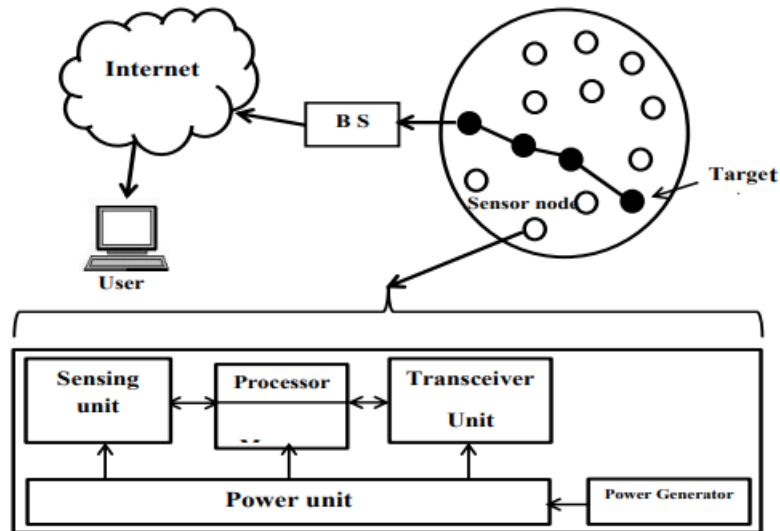 Internet
B S
Target
Sensor node
User
Sensing
unit
Processor
Transceiver
Unit
Power unit
Power Generator